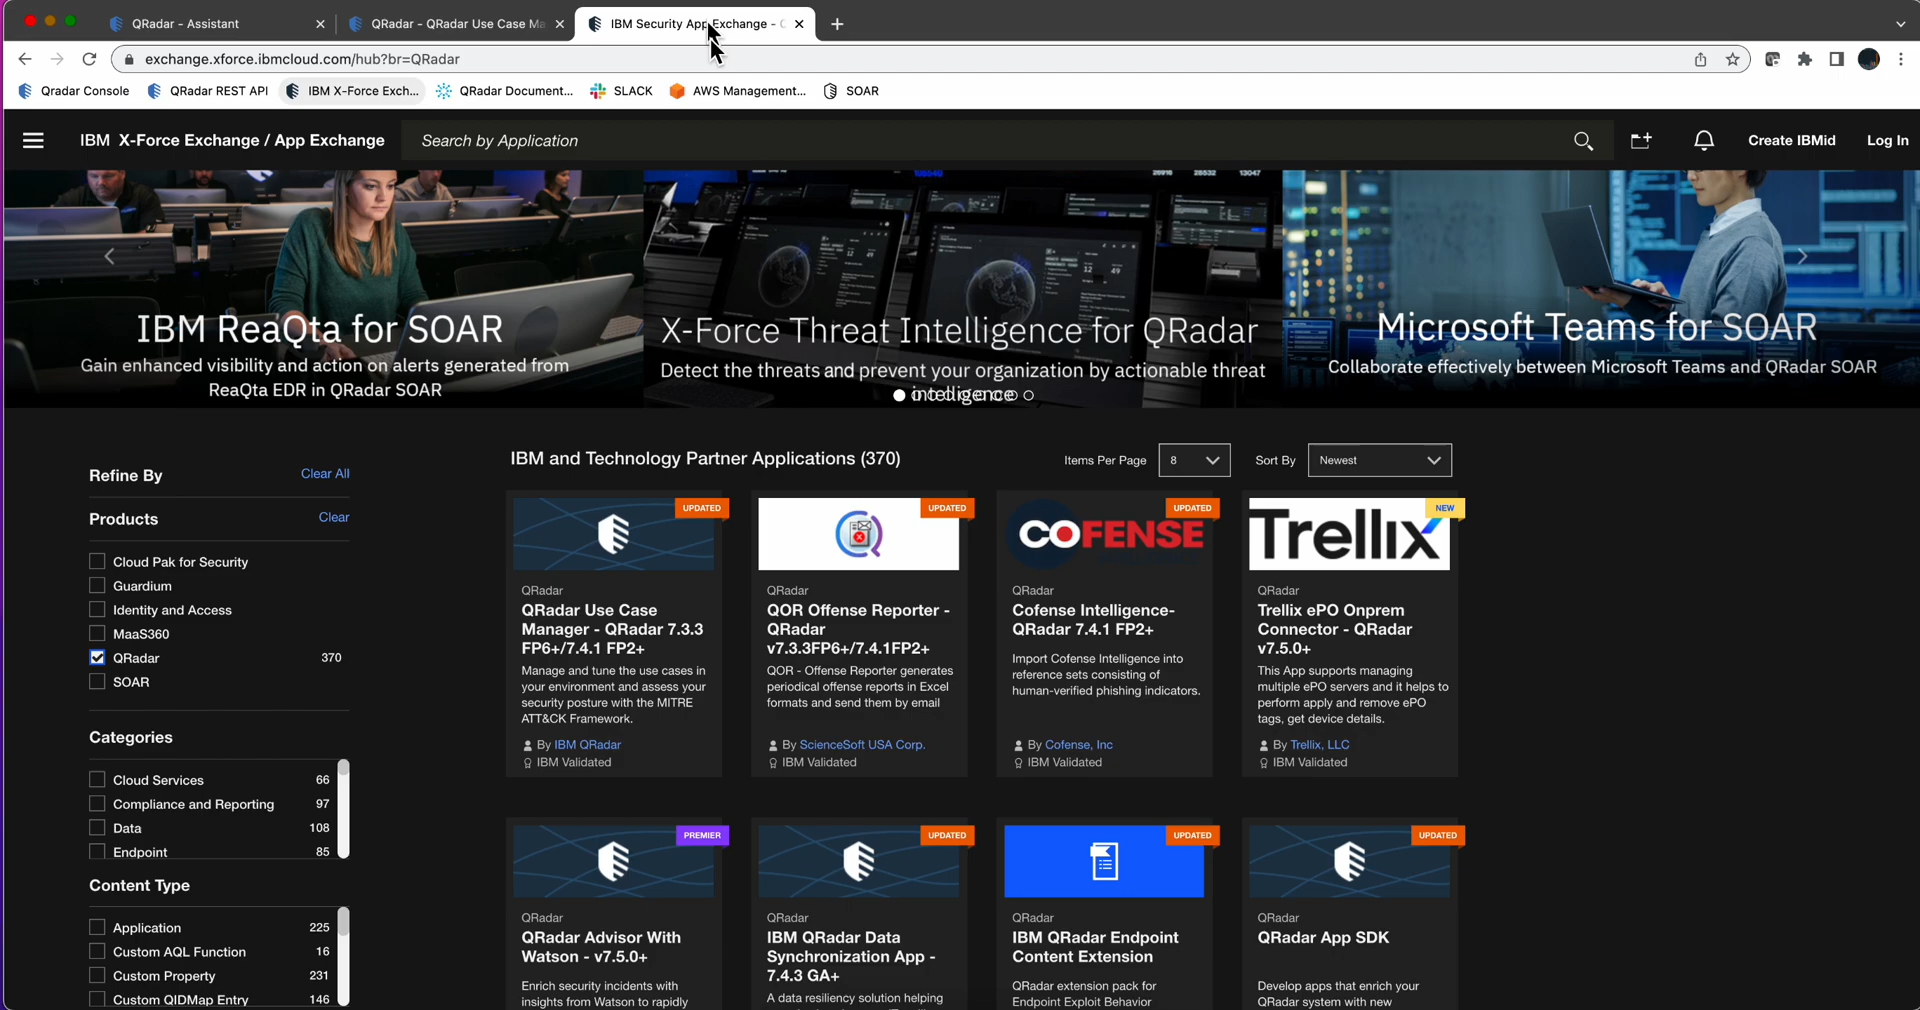 QRadar - Assistant
QRadar - QRadar Use Case Ma
IBM Security App Exchange - C
exchange.xforce.ibmcloud.com/hub?br=QRadar
Qradar Console
QRadar REST API
IBM X-Force Exch...
QRadar Document...
SLACK
AWS Management...
SOAR
IBM X-Force Exchange / App Exchange
Search by Application
Create IBMid
Log In
108549
26916 28532 13047
IBM ReaQta for SOAR
Gain enhanced visibility and action on alerts generated from
ReaQta EDR in QRadar SOAR
X-Force Threat Intelligence for QRadar
Detect the threats and prevent your organization by actionable threat
intelligence
Microsoft Teams for SOAR
Collaborate effectively between Microsoft Teams and QRadar SOAR
Refine By
Clear All
Products
Clear
Cloud Pak for Security
Guardium
Identity and Access
MaaS360
QRadar 370
SOAR
Categories
Cloud Services 66
Compliance and Reporting 97
Data 108
Endpoint 85
Content Type
Application 225
Custom AQL Function 16
Custom Property 231
Custom QIDMap Entry 146
IBM and Technology Partner Applications (370)
Items Per Page 8
Sort By Newest
UPDATED
QRadar
QRadar Use Case
Manager - QRadar 7.3.3
FP6+/7.4.1 FP2+
Manage and tune the use cases in
your environment and assess your
security posture with the MITRE
ATT&CK Framework.
By IBM QRadar
IBM Validated
UPDATED
QRadar
QOR Offense Reporter -
QRadar
v7.3.3FP6+/7.4.1FP2+
QOR - Offense Reporter generates
periodical offense reports in Excel
formats and send them by email
By ScienceSoft USA Corp.
IBM Validated
UPDATED
COFENSE
QRadar
Cofense Intelligence-
QRadar 7.4.1 FP2+
Import Cofense Intelligence into
reference sets consisting of
human-verified phishing indicators.
By Cofense, Inc
IBM Validated
NEW
Trellix
QRadar
Trellix ePO Onprem
Connector - QRadar
v7.5.0+
This App supports managing
multiple ePO servers and it helps to
perform apply and remove ePO
tags, get device details.
By Trellix, LLC
IBM Validated
PREMIER
QRadar
QRadar Advisor With
Watson - v7.5.0+
Enrich security incidents with
insights from Watson to rapidly
UPDATED
QRadar
IBM QRadar Data
Synchronization App -
7.4.3 GA+
A data resiliency solution helping
UPDATED
QRadar
IBM QRadar Endpoint
Content Extension
QRadar extension pack for
Endpoint Exploit Behavior
UPDATED
QRadar
QRadar App SDK
Develop apps that enrich your
QRadar system with new